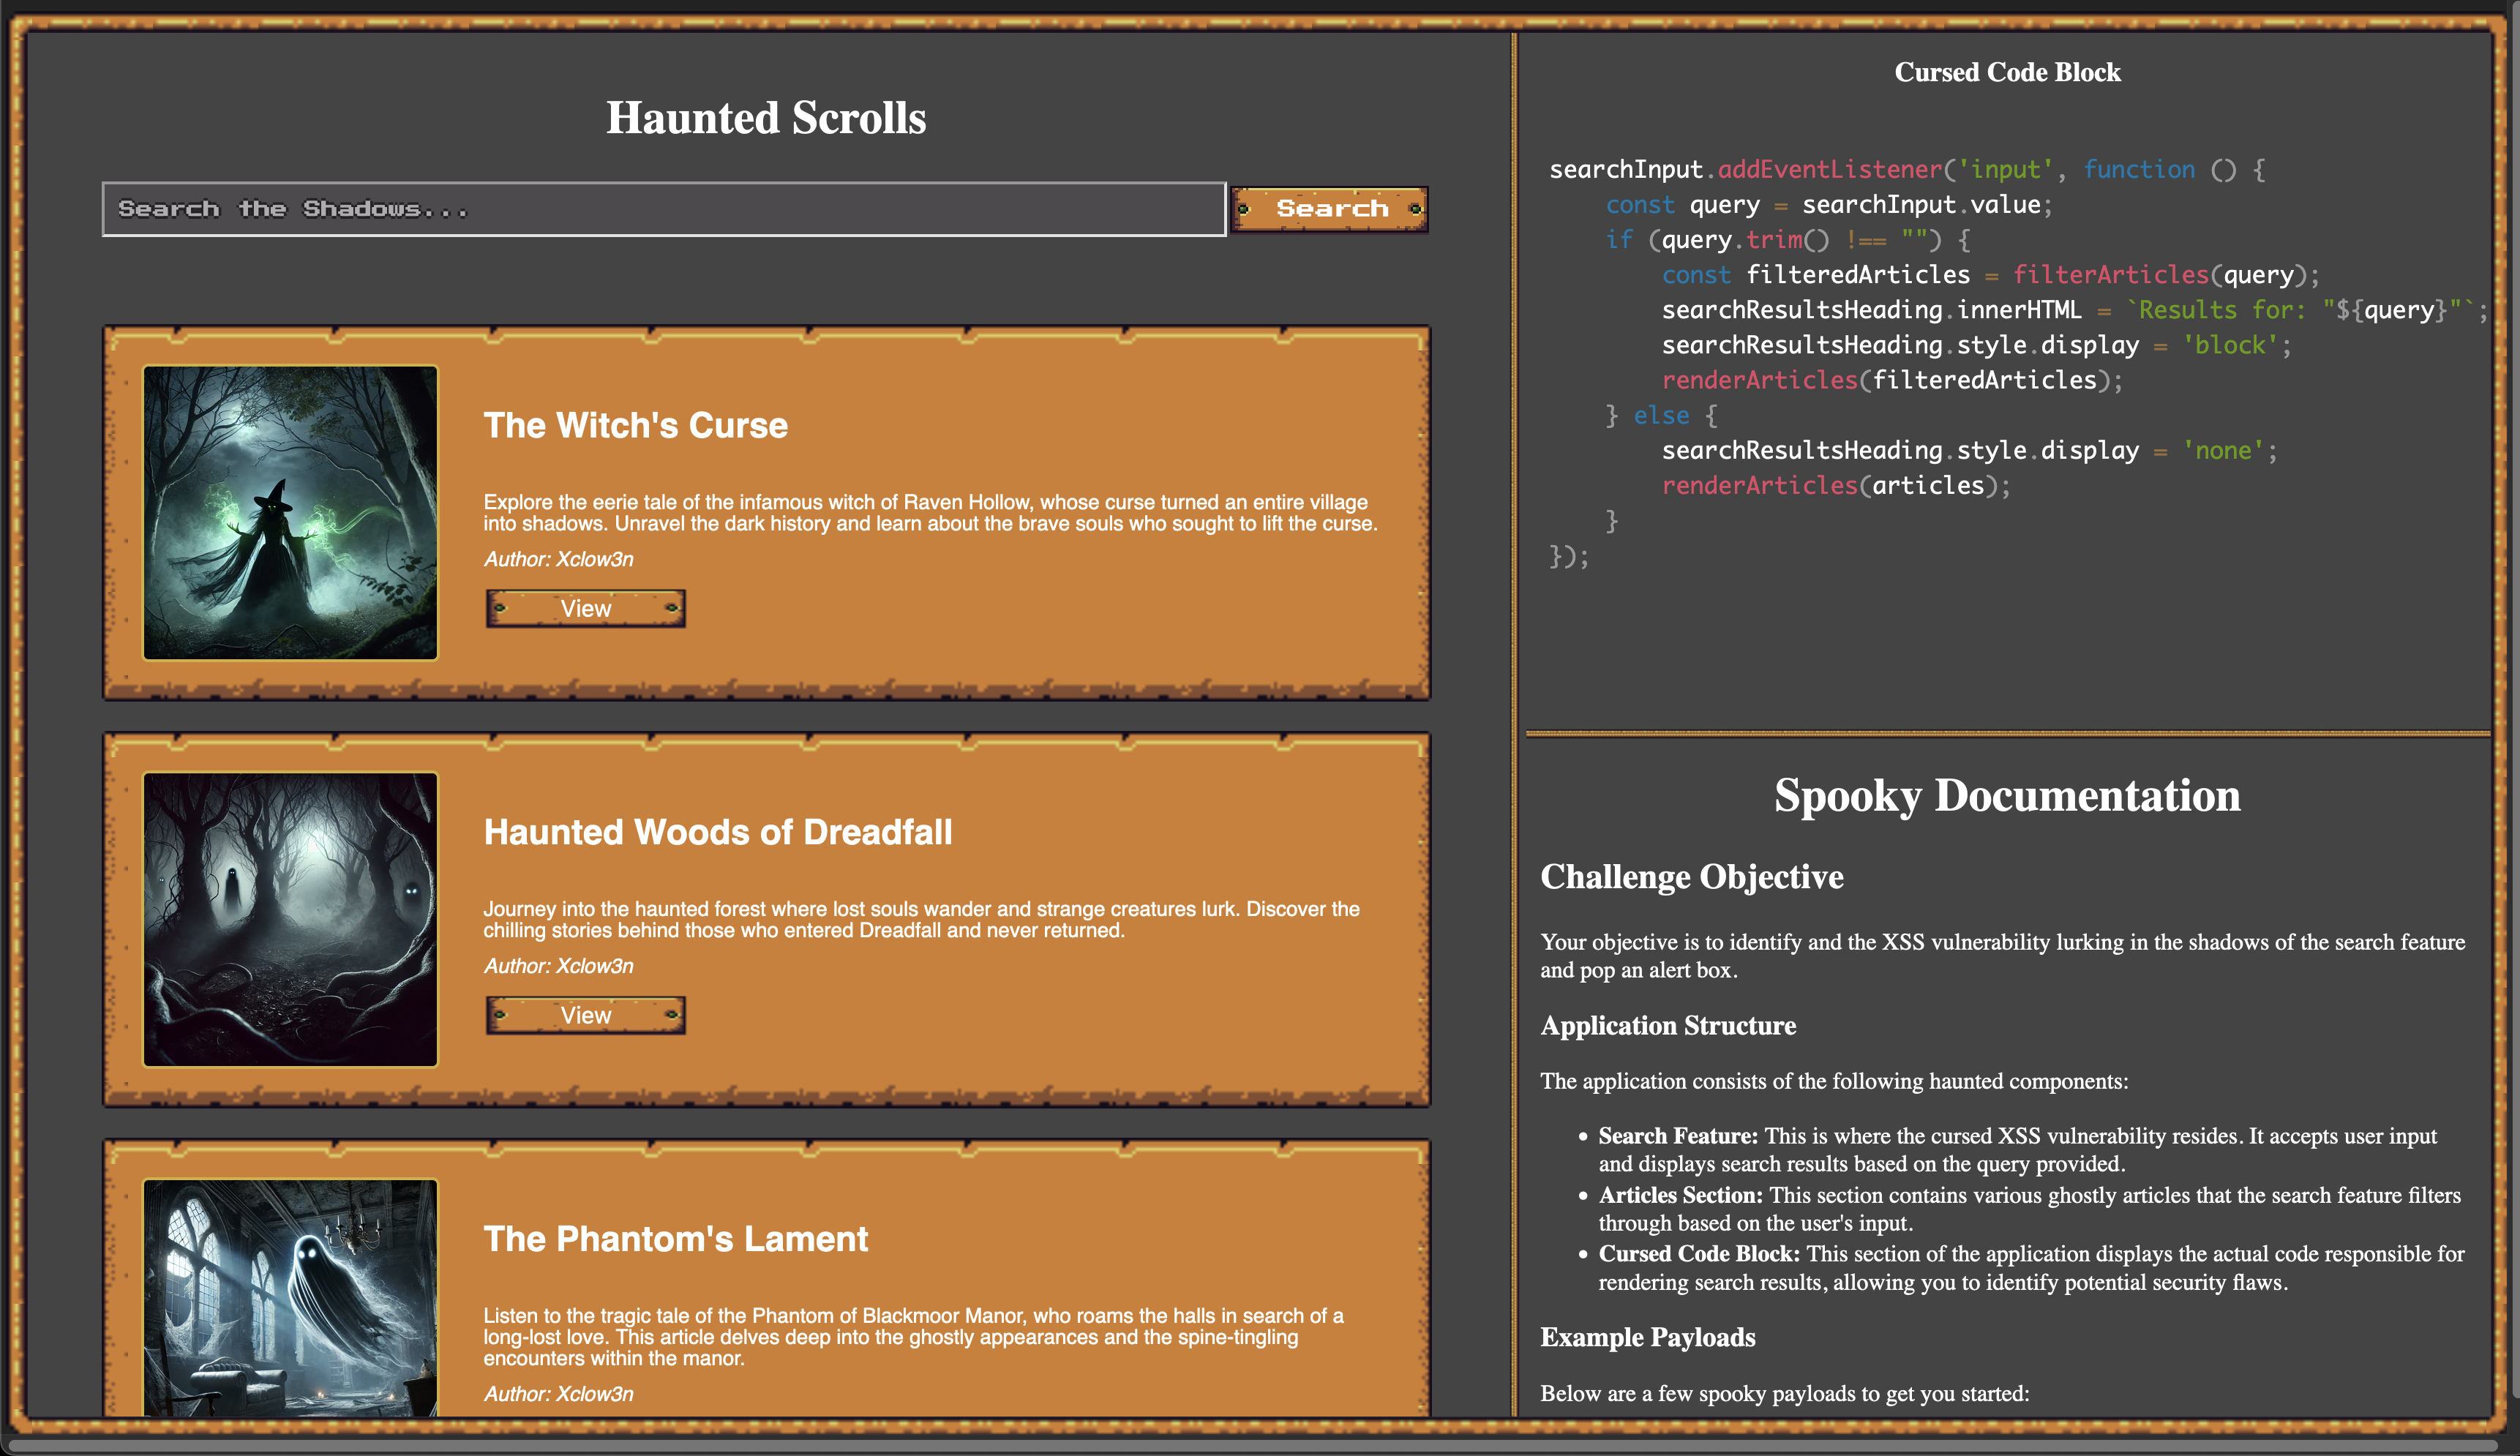 Haunted Scrolls
Search the Shadows...
Search
The Witch's Curse
Explore the eerie tale of the infamous witch of Raven Hollow, whose curse turned an entire village
into shadows. Unravel the dark history and learn about the brave souls who sought to lift the curse.
Author: Xclow3n
View
Haunted Woods of Dreadfall
Journey into the haunted forest where lost souls wander and strange creatures lurk. Discover the
chilling stories behind those who entered Dreadfall and never returned.
Author: Xclow3n
View
The Phantom's Lament
Listen to the tragic tale of the Phantom of Blackmoor Manor, who roams the halls in search of a
long-lost love. This article delves deep into the ghostly appearances and the spine-tingling
encounters within the manor.
Author: Xclow3n
Cursed Code Block
searchInput.addEventListener('input', function () {
    const query = searchInput.value;
    if (query.trim() !== "") {
        const filteredArticles = filterArticles(query);
        searchResultsHeading.innerHTML = `Results for: "${query}"`;
        searchResultsHeading.style.display = 'block';
        renderArticles(filteredArticles);
    } else {
        searchResultsHeading.style.display = 'none';
        renderArticles(articles);
    }
});
Spooky Documentation
Challenge Objective
Your objective is to identify and the XSS vulnerability lurking in the shadows of the search feature
and pop an alert box.
Application Structure
The application consists of the following haunted components:
• Search Feature: This is where the cursed XSS vulnerability resides. It accepts user input
and displays search results based on the query provided.
• Articles Section: This section contains various ghostly articles that the search feature filters
through based on the user's input.
• Cursed Code Block: This section of the application displays the actual code responsible for
rendering search results, allowing you to identify potential security flaws.
Example Payloads
Below are a few spooky payloads to get you started: